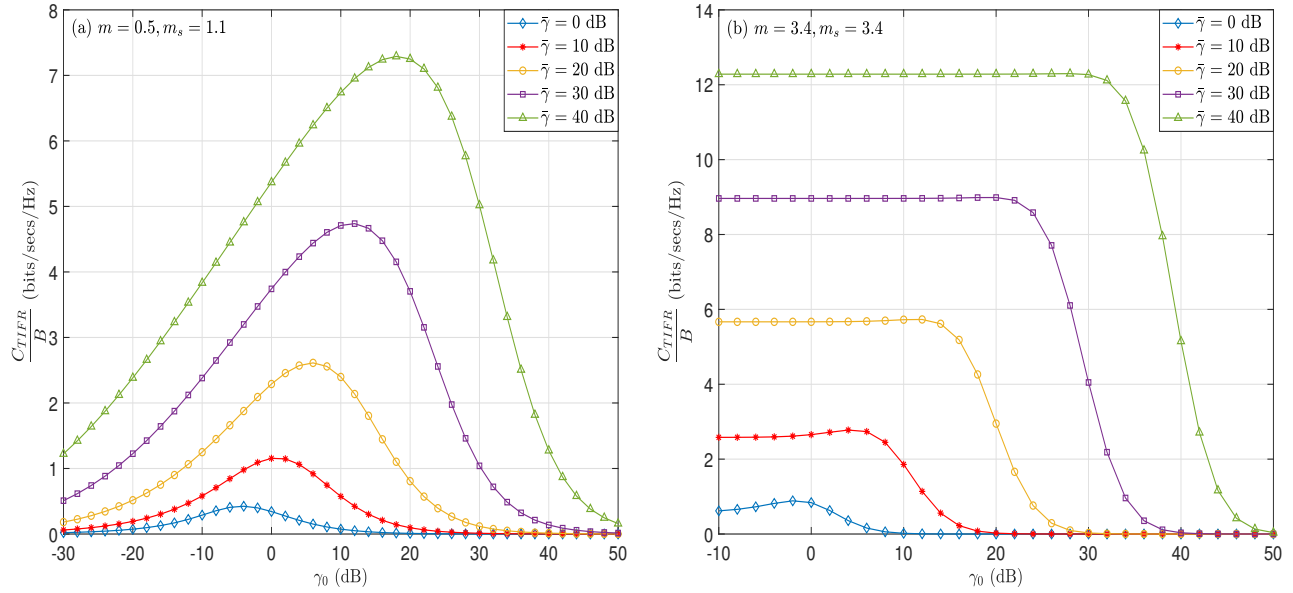 (a) m = 0.5, m_s = 1.1
γ̄ = 0 dB
γ̄ = 10 dB
γ̄ = 20 dB
γ̄ = 30 dB
γ̄ = 40 dB
8
7
6
5
4
3
2
1
0
C_TIFR/B (bits/secs/Hz)
-30 -20 -10 0 10 20 30 40 50
γ₀ (dB)
(b) m = 3.4, m_s = 3.4
γ̄ = 0 dB
γ̄ = 10 dB
γ̄ = 20 dB
γ̄ = 30 dB
γ̄ = 40 dB
14
12
10
8
6
4
2
0
C_TIFR/B (bits/secs/Hz)
-10 0 10 20 30 40 50
γ₀ (dB)